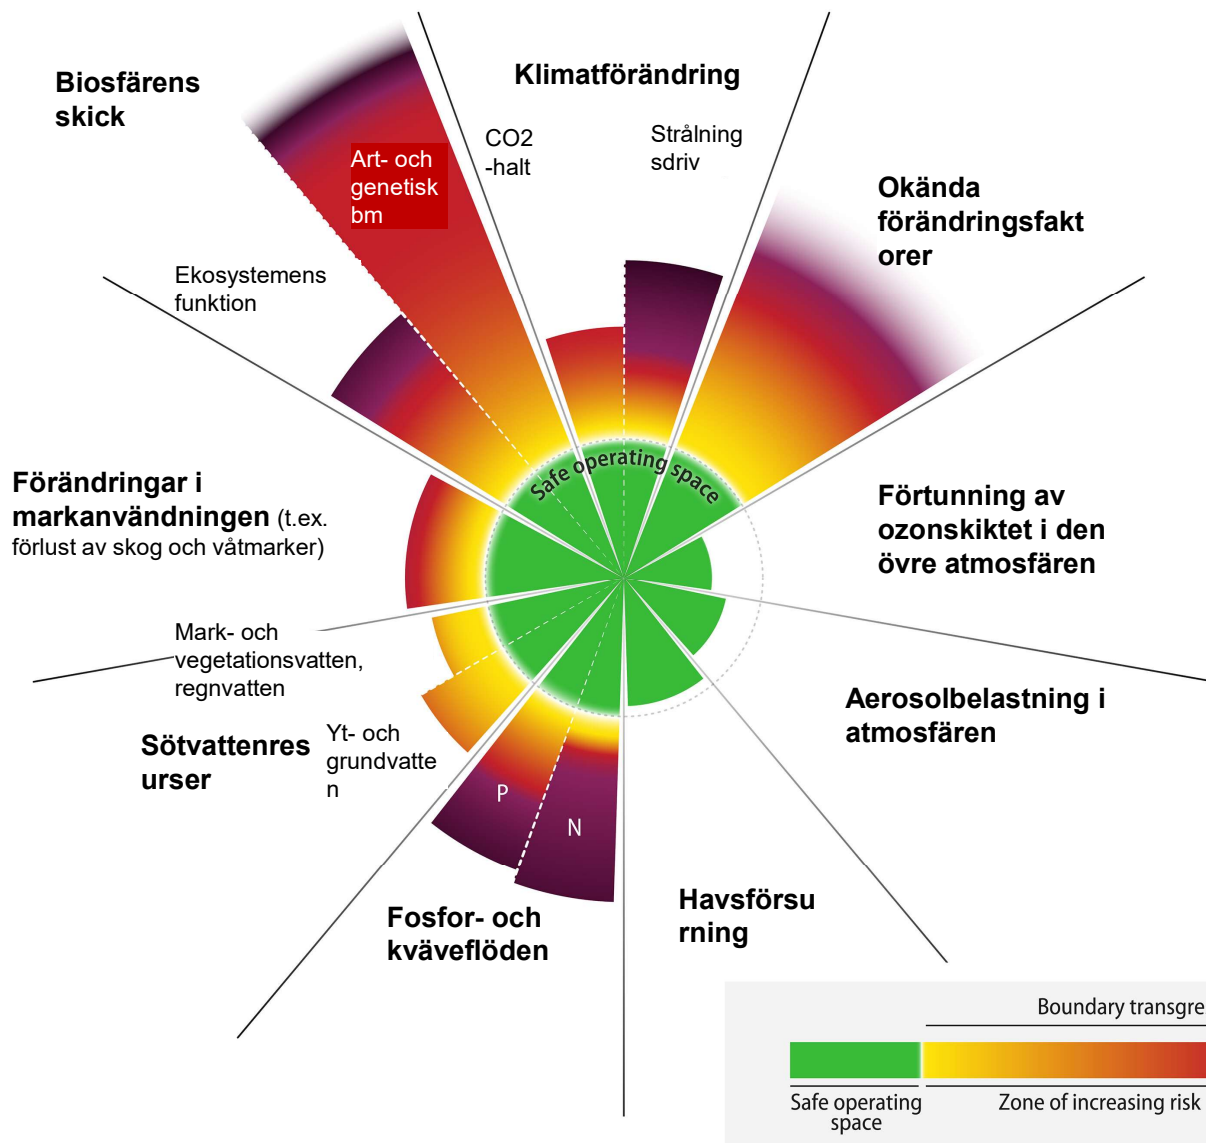 Biosfärens
skick
Klimatförändring
CO2
-halt
Strålning
sdriv
Art- och
genetisk
bm
Okända
förändringsfakt
orer
Ekosystemens
funktion
Safe operating space
Förändringar i
markanvändningen (t.ex.
förlust av skog och våtmarker)
Förtunning av
ozonskiktet i den
övre atmosfären
Mark- och
vegetationsvatten,
regnvatten
Aerosolbelastning i
atmosfären
Sötvattenres
urser
Yt- och
grundvatte
n
P
N
Fosfor- och
kväveflöden
Havsförsu
rning
Boundary transgre
Safe operating
space
Zone of increasing risk